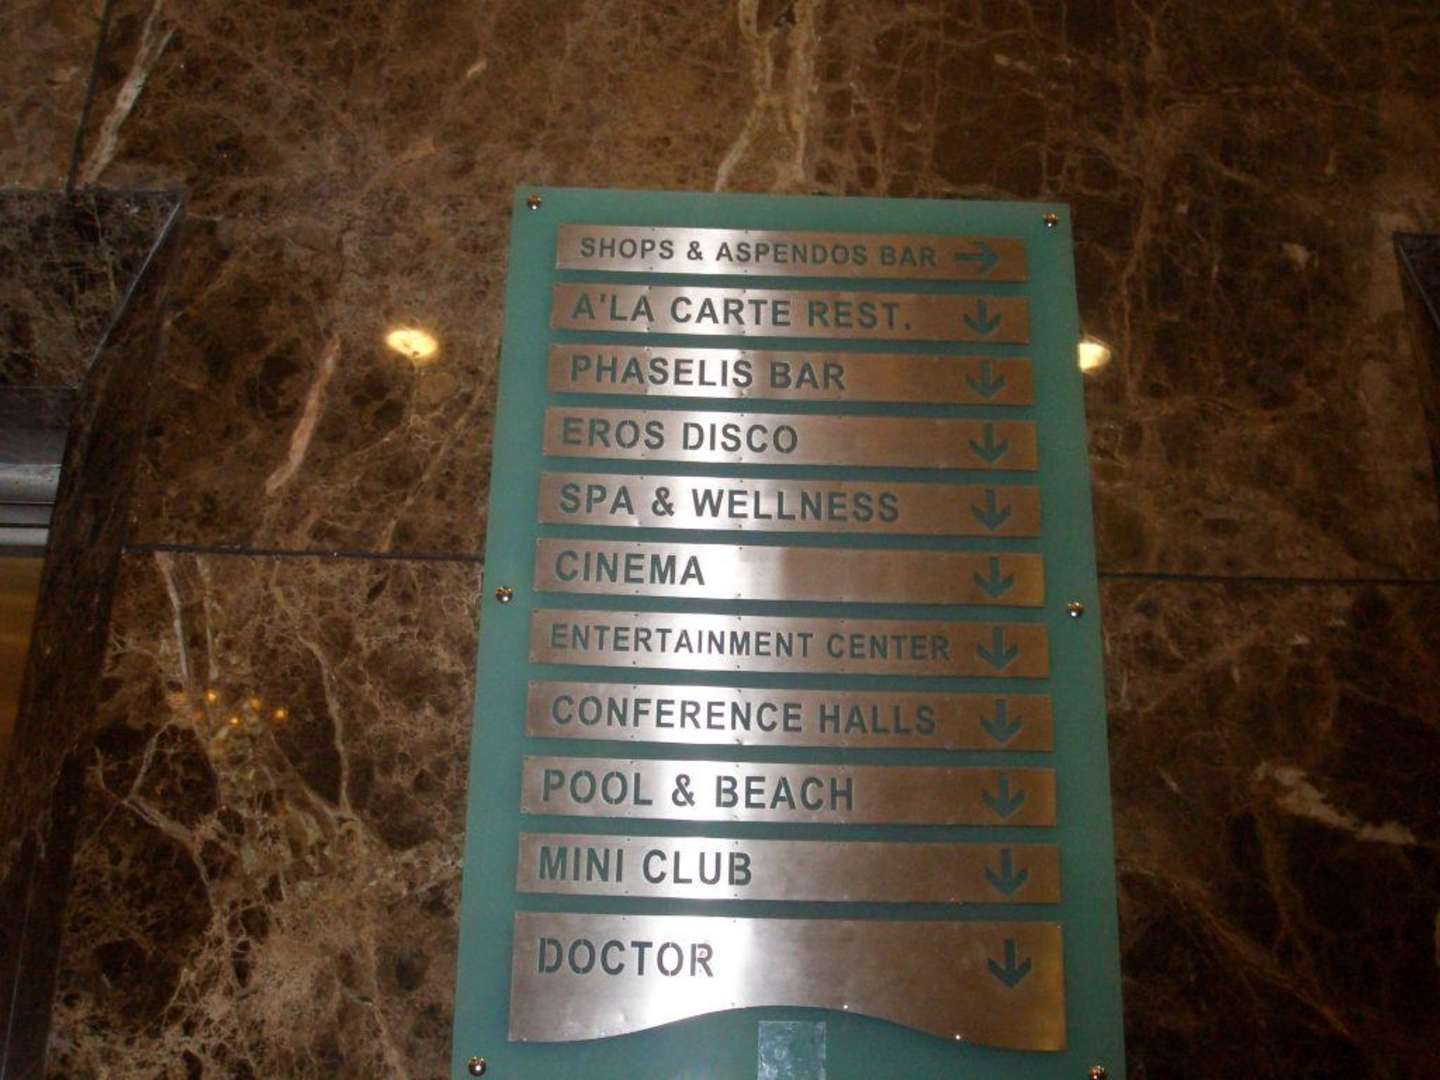 SHOPS & ASPENDOS BAR →
A'LA CARTE REST. ↓
PHASELIS BAR ↓
EROS DISCO ↓
SPA & WELLNESS ↓
CINEMA ↓
ENTERTAINMENT CENTER ↓
CONFERENCE HALLS ↓
POOL & BEACH ↓
MINI CLUB ↓
DOCTOR ↓